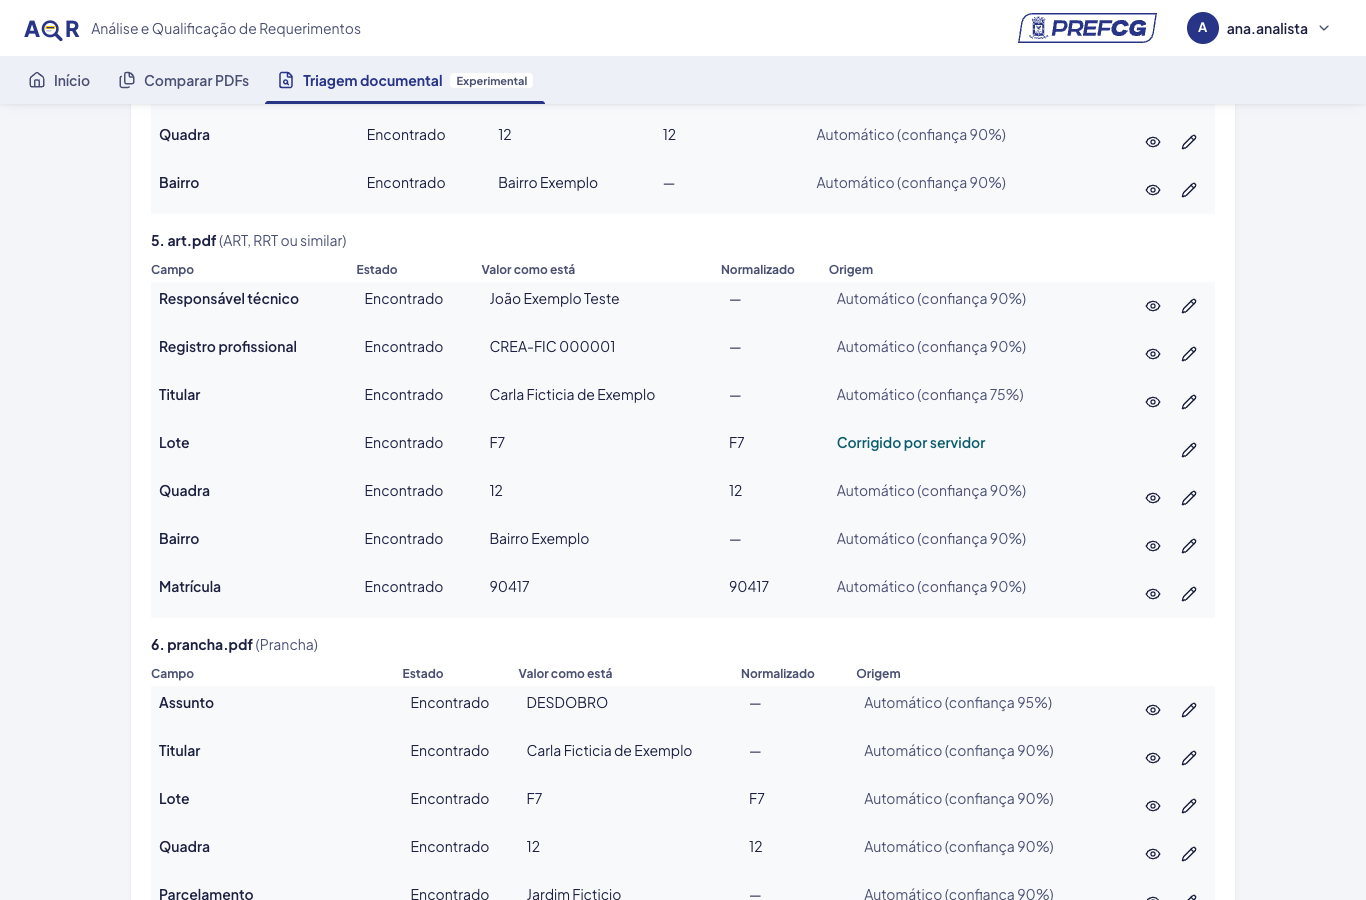 AQR Análise e Qualificação de Requerimentos PREFCG A ana.analista
Início Comparar PDFs Triagem documental Experimental
Quadra Encontrado 12 12 Automático (confiança 90%)
Bairro Encontrado Bairro Exemplo — Automático (confiança 90%)
5. art.pdf (ART, RRT ou similar)
Campo Estado Valor como está Normalizado Origem
Responsável técnico Encontrado João Exemplo Teste — Automático (confiança 90%)
Registro profissional Encontrado CREA-FIC 000001 — Automático (confiança 90%)
Titular Encontrado Carla Ficticia de Exemplo — Automático (confiança 75%)
Lote Encontrado F7 F7 Corrigido por servidor
Quadra Encontrado 12 12 Automático (confiança 90%)
Bairro Encontrado Bairro Exemplo — Automático (confiança 90%)
Matrícula Encontrado 90417 90417 Automático (confiança 90%)
6. prancha.pdf (Prancha)
Campo Estado Valor como está Normalizado Origem
Assunto Encontrado DESDOBRO — Automático (confiança 95%)
Titular Encontrado Carla Ficticia de Exemplo — Automático (confiança 90%)
Lote Encontrado F7 F7 Automático (confiança 90%)
Quadra Encontrado 12 12 Automático (confiança 90%)
Parcelamento Encontrado Jardim Ficticio — Automático (confiança 90%)